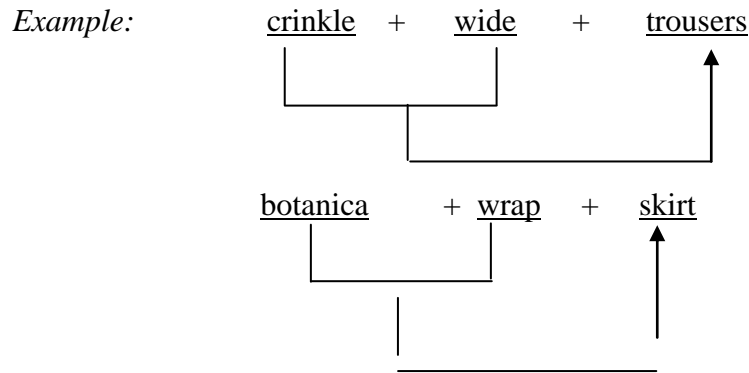 Example: crinkle + wide + trousers
botanica + wrap + skirt